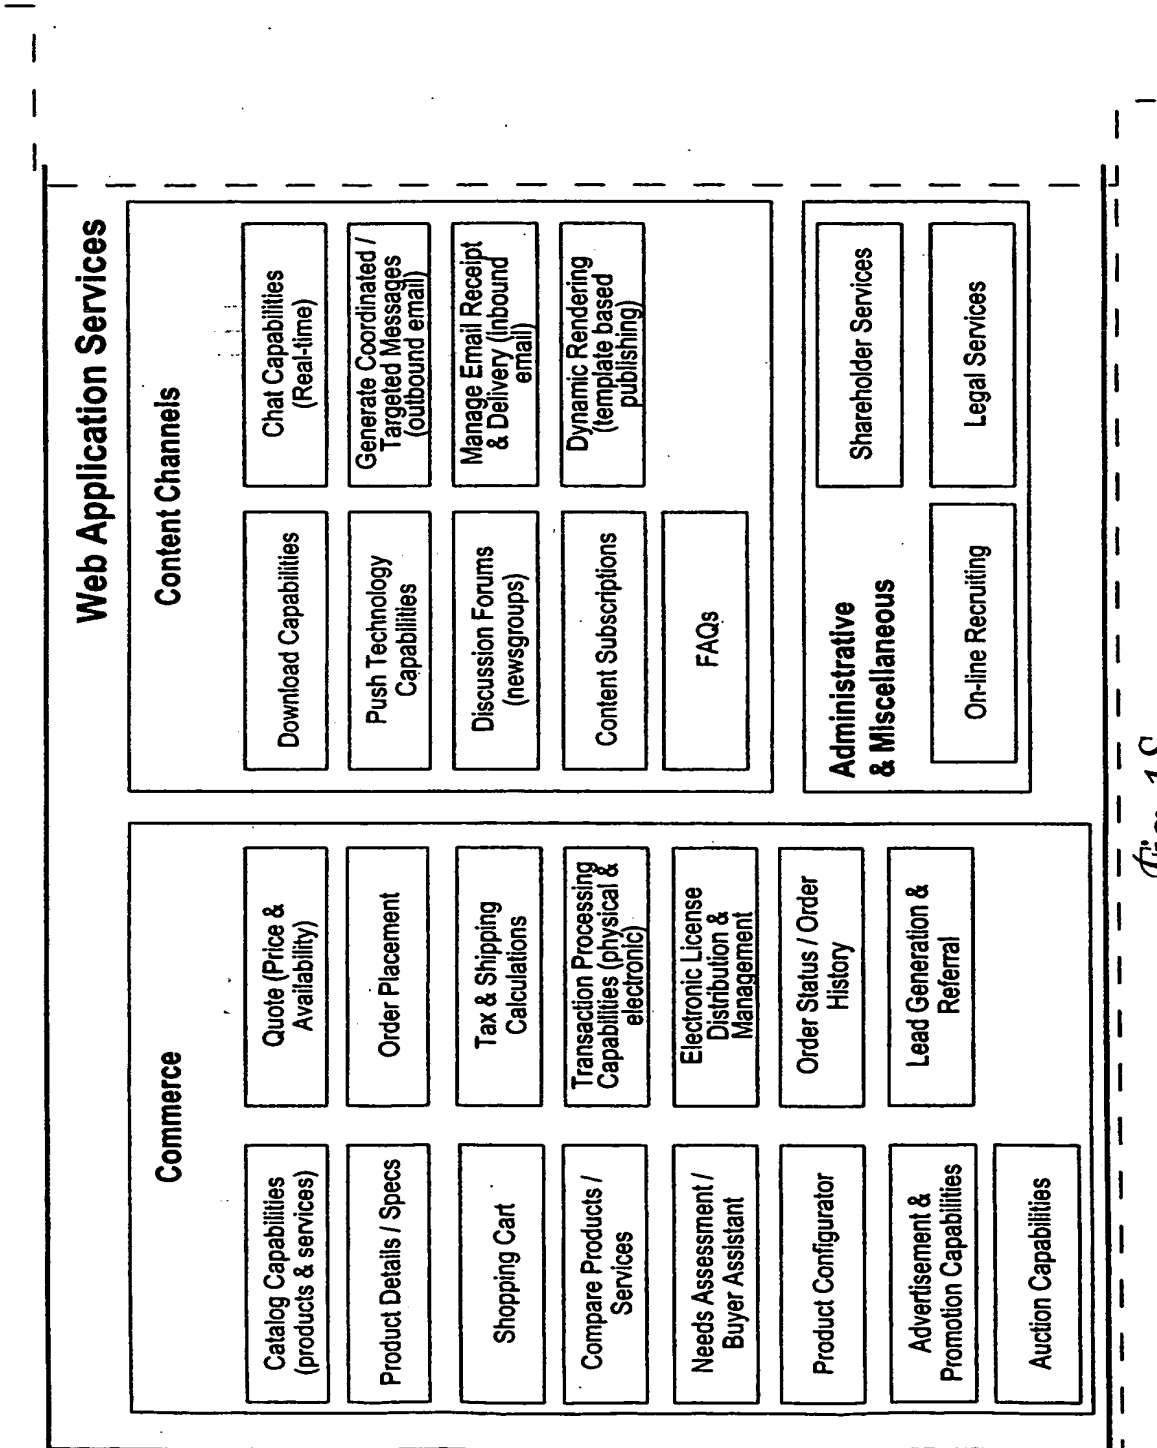 Web Application Services
Commerce
Catalog Capabilities
(products & services)
Product Details / Specs
Shopping Cart
Compare Products /
Services
Needs Assessment /
Buyer Assistant
Product Configurator
Advertisement &
Promotion Capabilities
Auction Capabilities
Quote (Price &
Availability)
Order Placement
Tax & Shipping
Calculations
Transaction Processing
Capabilities (physical &
electronic)
Electronic License
Distribution &
Management
Order Status / Order
History
Lead Generation &
Referral
Content Channels
Download Capabilities
Push Technology
Capabilities
Discussion Forums
(newsgroups)
Content Subscriptions
FAQs
Chat Capabilities
(Real-time)
Generate Coordinated /
Targeted Messages
(outbound email)
Manage Email Receipt
& Delivery (inbound
email)
Dynamic Rendering
(template based
publishing)
Administrative
& Miscellaneous
On-line Recruiting
Shareholder Services
Legal Services